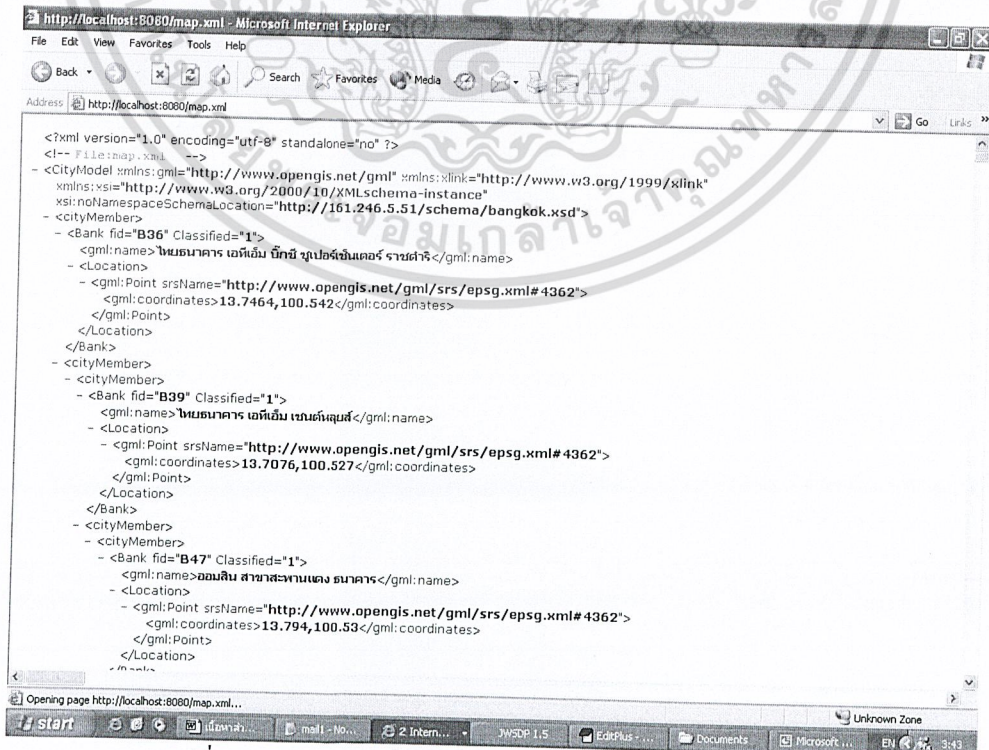 http://localhost:8080/map.xml - Microsoft Internet Explorer
File Edit View Favorites Tools Help
Back Search Favorites Media
Address http://localhost:8080/map.xml Go Links »
<?xml version="1.0" encoding="utf-8" standalone="no" ?>
<!-- File:map.xml -->
- <CityModel xmlns:gml="http://www.opengis.net/gml" xmlns:xlink="http://www.w3.org/1999/xlink"
xmlns:xsi="http://www.w3.org/2000/10/XMLschema-instance"
xsi:noNamespaceSchemaLocation="http://161.246.5.51/schema/bangkok.xsd">
- <cityMember>
- <Bank fid="B36" Classified="1">
<gml:name>ไทยธนาคาร เอทีเอ็ม บิ๊กซี ซูเปอร์เซ็นเตอร์ ราชดำริ</gml:name>
- <Location>
- <gml:Point srsName="http://www.opengis.net/gml/srs/epsg.xml#4362">
<gml:coordinates>13.7464,100.542</gml:coordinates>
</gml:Point>
</Location>
</Bank>
- <cityMember>
- <cityMember>
- <Bank fid="B39" Classified="1">
<gml:name>ไทยธนาคาร เอทีเอ็ม เซนต์หลุยส์</gml:name>
- <Location>
- <gml:Point srsName="http://www.opengis.net/gml/srs/epsg.xml#4362">
<gml:coordinates>13.7076,100.527</gml:coordinates>
</gml:Point>
</Location>
</Bank>
- <cityMember>
- <cityMember>
- <Bank fid="B47" Classified="1">
<gml:name>ออมสิน สาขาสะพานแดง ธนาคาร</gml:name>
- <Location>
- <gml:Point srsName="http://www.opengis.net/gml/srs/epsg.xml#4362">
<gml:coordinates>13.794,100.53</gml:coordinates>
</gml:Point>
</Location>
</Bank>
Opening page http://localhost:8080/map.xml...
Unknown Zone
start mail1 - No... 2 Intern... JWSDP 1.5 EditPlus - ... Documents Microsoft ... EN 3:43